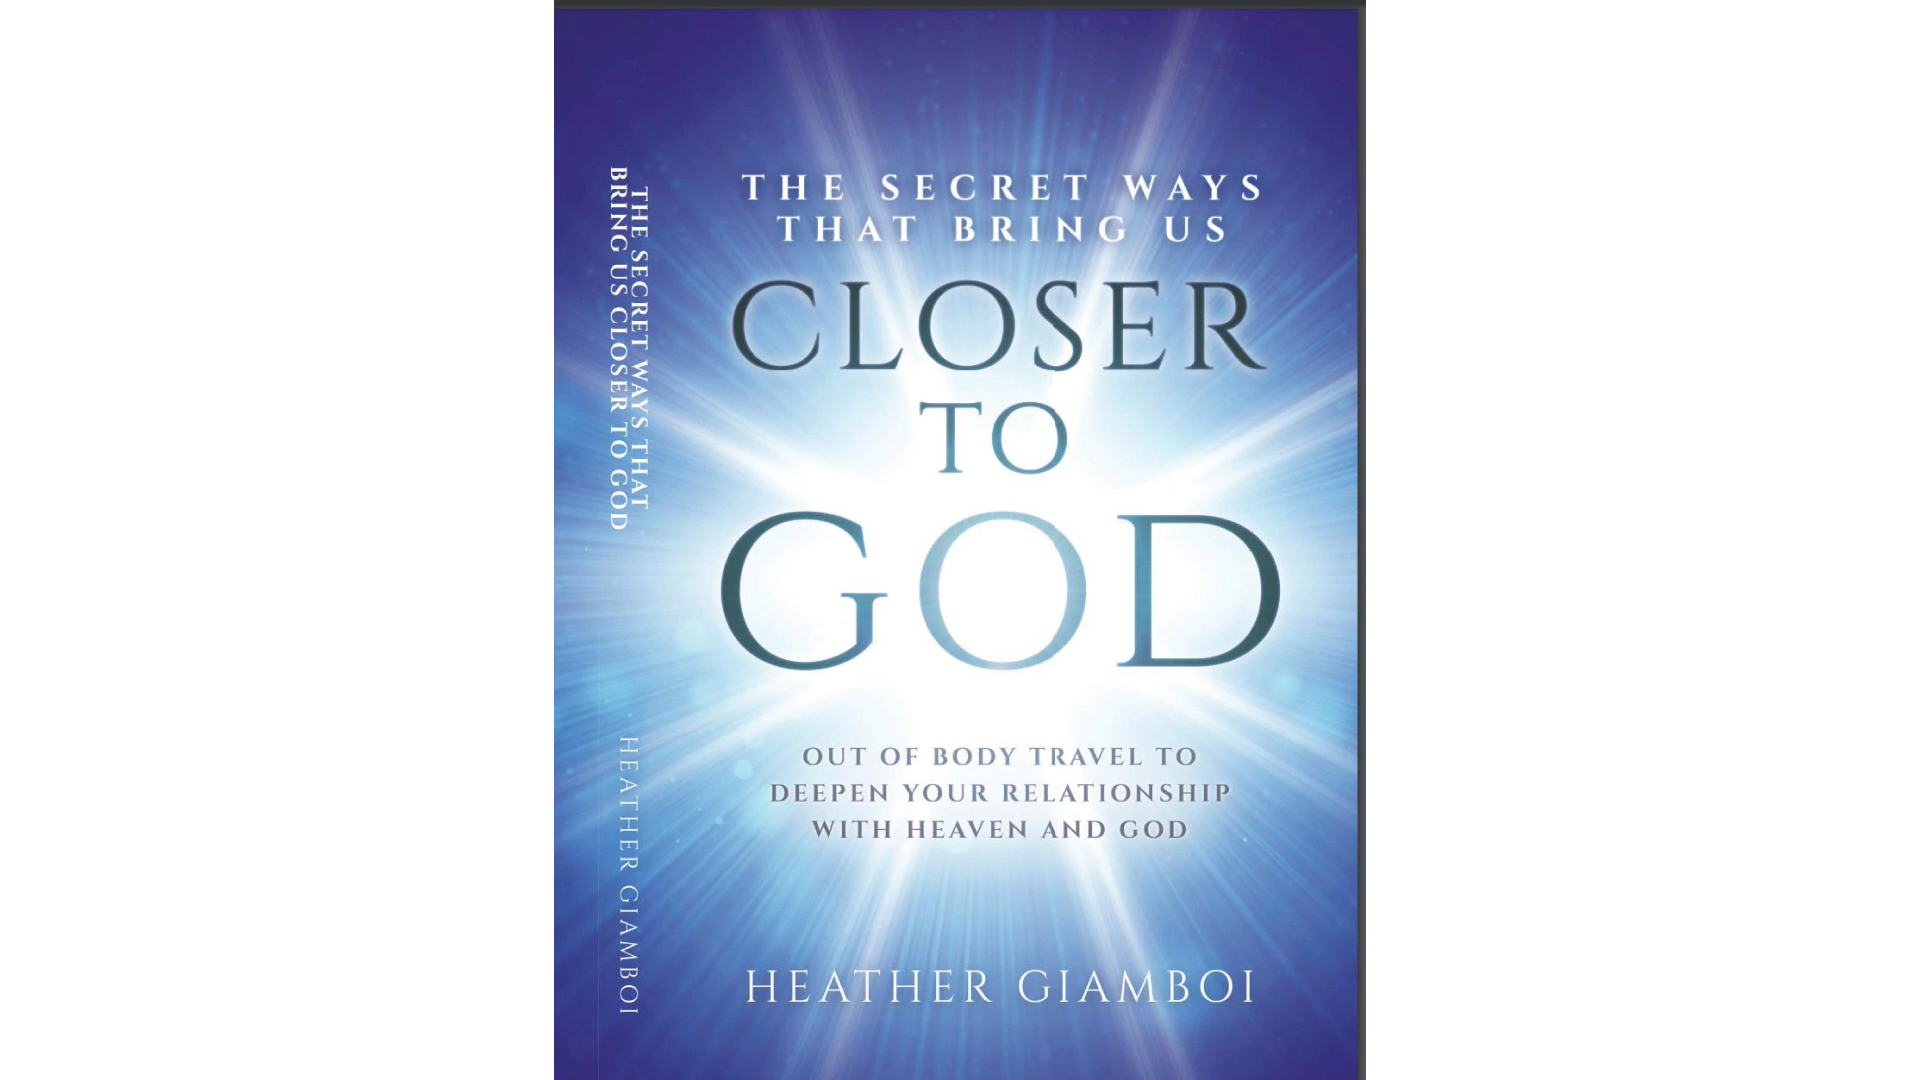 THE SECRET WAYS THAT
BRING US CLOSER TO GOD
HEATHER GIAMBOI
THE SECRET WAYS
THAT BRING US
CLOSER
TO
GOD
OUT OF BODY TRAVEL TO
DEEPEN YOUR RELATIONSHIP
WITH HEAVEN AND GOD
HEATHER GIAMBOI